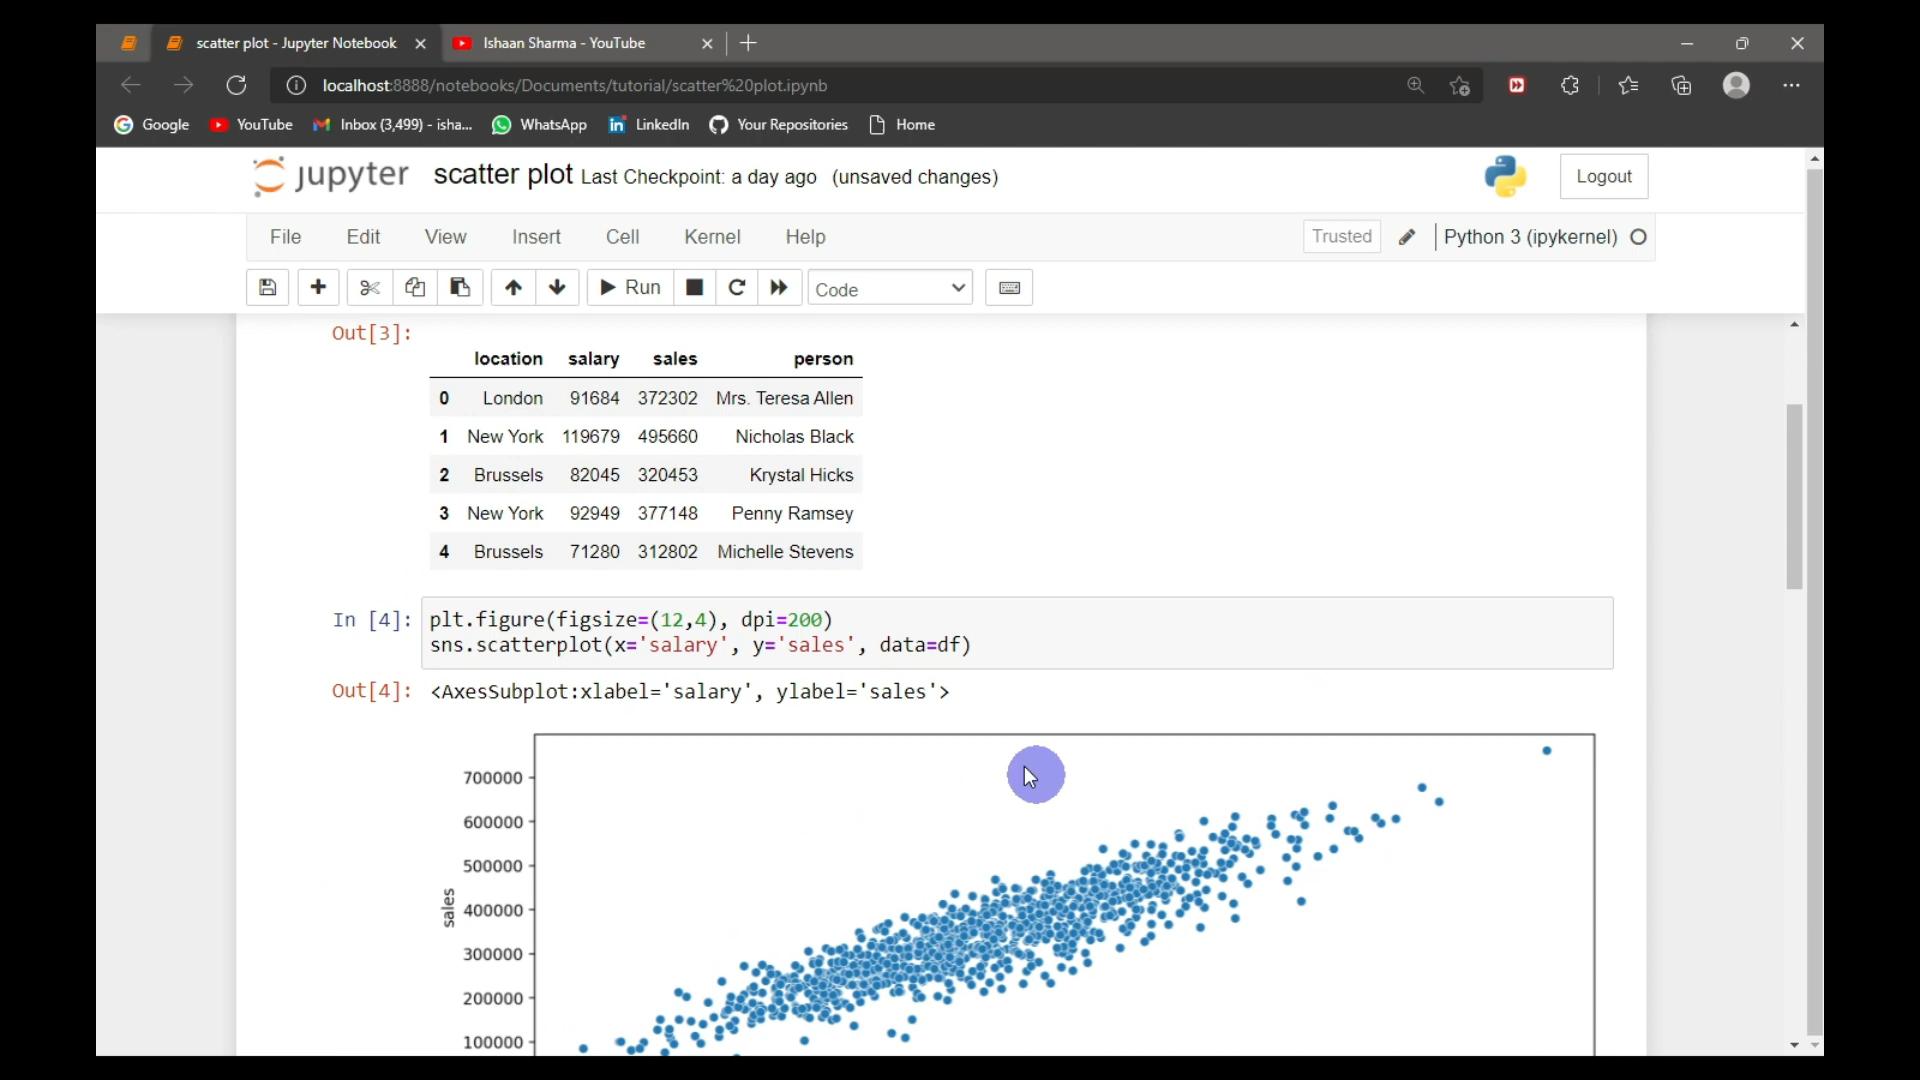 scatter plot - Jupyter Notebook
Ishaan Sharma - YouTube
localhost:8888/notebooks/Documents/tutorial/scatter%20plot.ipynb
Google YouTube Inbox (3,499) - isha... WhatsApp LinkedIn Your Repositories Home
jupyter scatter plot Last Checkpoint: a day ago (unsaved changes) Logout
File Edit View Insert Cell Kernel Help Trusted Python 3 (ipykernel)
Run Code
Out[3]:
location salary sales person
0 London 91684 372302 Mrs. Teresa Allen
1 New York 119679 495660 Nicholas Black
2 Brussels 82045 320453 Krystal Hicks
3 New York 92949 377148 Penny Ramsey
4 Brussels 71280 312802 Michelle Stevens
In [4]: plt.figure(figsize=(12,4), dpi=200)
sns.scatterplot(x='salary', y='sales', data=df)
Out[4]: <AxesSubplot:xlabel='salary', ylabel='sales'>
700000
600000
500000
sales
400000
300000
200000
100000